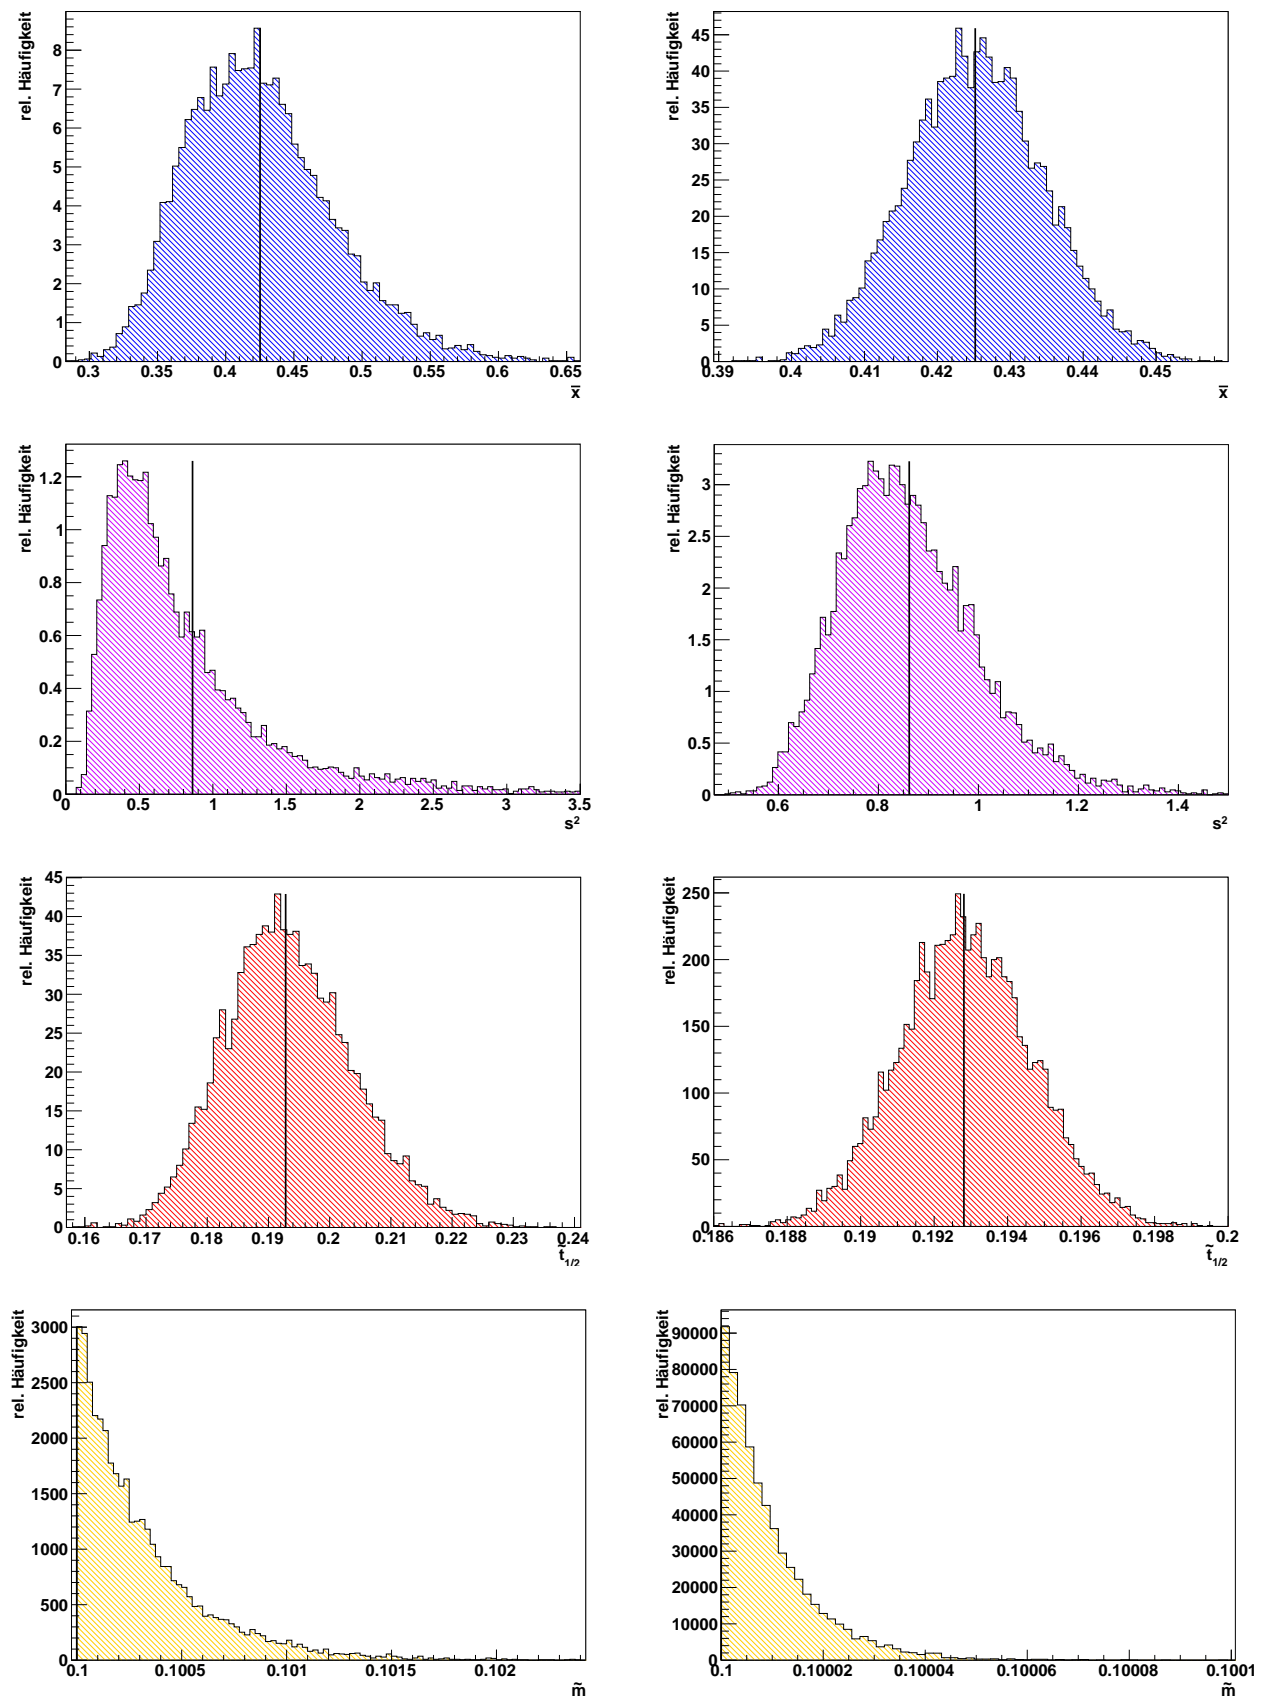 rel. Häufigkeit
8
7
6
5
4
3
2
1
0
0.3 0.35 0.4 0.45 0.5 0.55 0.6 0.65
x̅
rel. Häufigkeit
45
40
35
30
25
20
15
10
5
0
0.39 0.4 0.41 0.42 0.43 0.44 0.45
x̅
rel. Häufigkeit
1.2
1
0.8
0.6
0.4
0.2
0
0 0.5 1 1.5 2 2.5 3 3.5
s²
rel. Häufigkeit
3
2.5
2
1.5
1
0.5
0
0.6 0.8 1 1.2 1.4
s²
rel. Häufigkeit
45
40
35
30
25
20
15
10
5
0
0.16 0.17 0.18 0.19 0.2 0.21 0.22 0.23 0.24
t̃1/2
rel. Häufigkeit
250
200
150
100
50
0
0.186 0.188 0.19 0.192 0.194 0.196 0.198 0.2
t̃1/2
rel. Häufigkeit
3000
2500
2000
1500
1000
500
0
0.1 0.1005 0.101 0.1015 0.102
m̃
rel. Häufigkeit
90000
80000
70000
60000
50000
40000
30000
20000
10000
0
0.1 0.10002 0.10004 0.10006 0.10008 0.1001
m̃